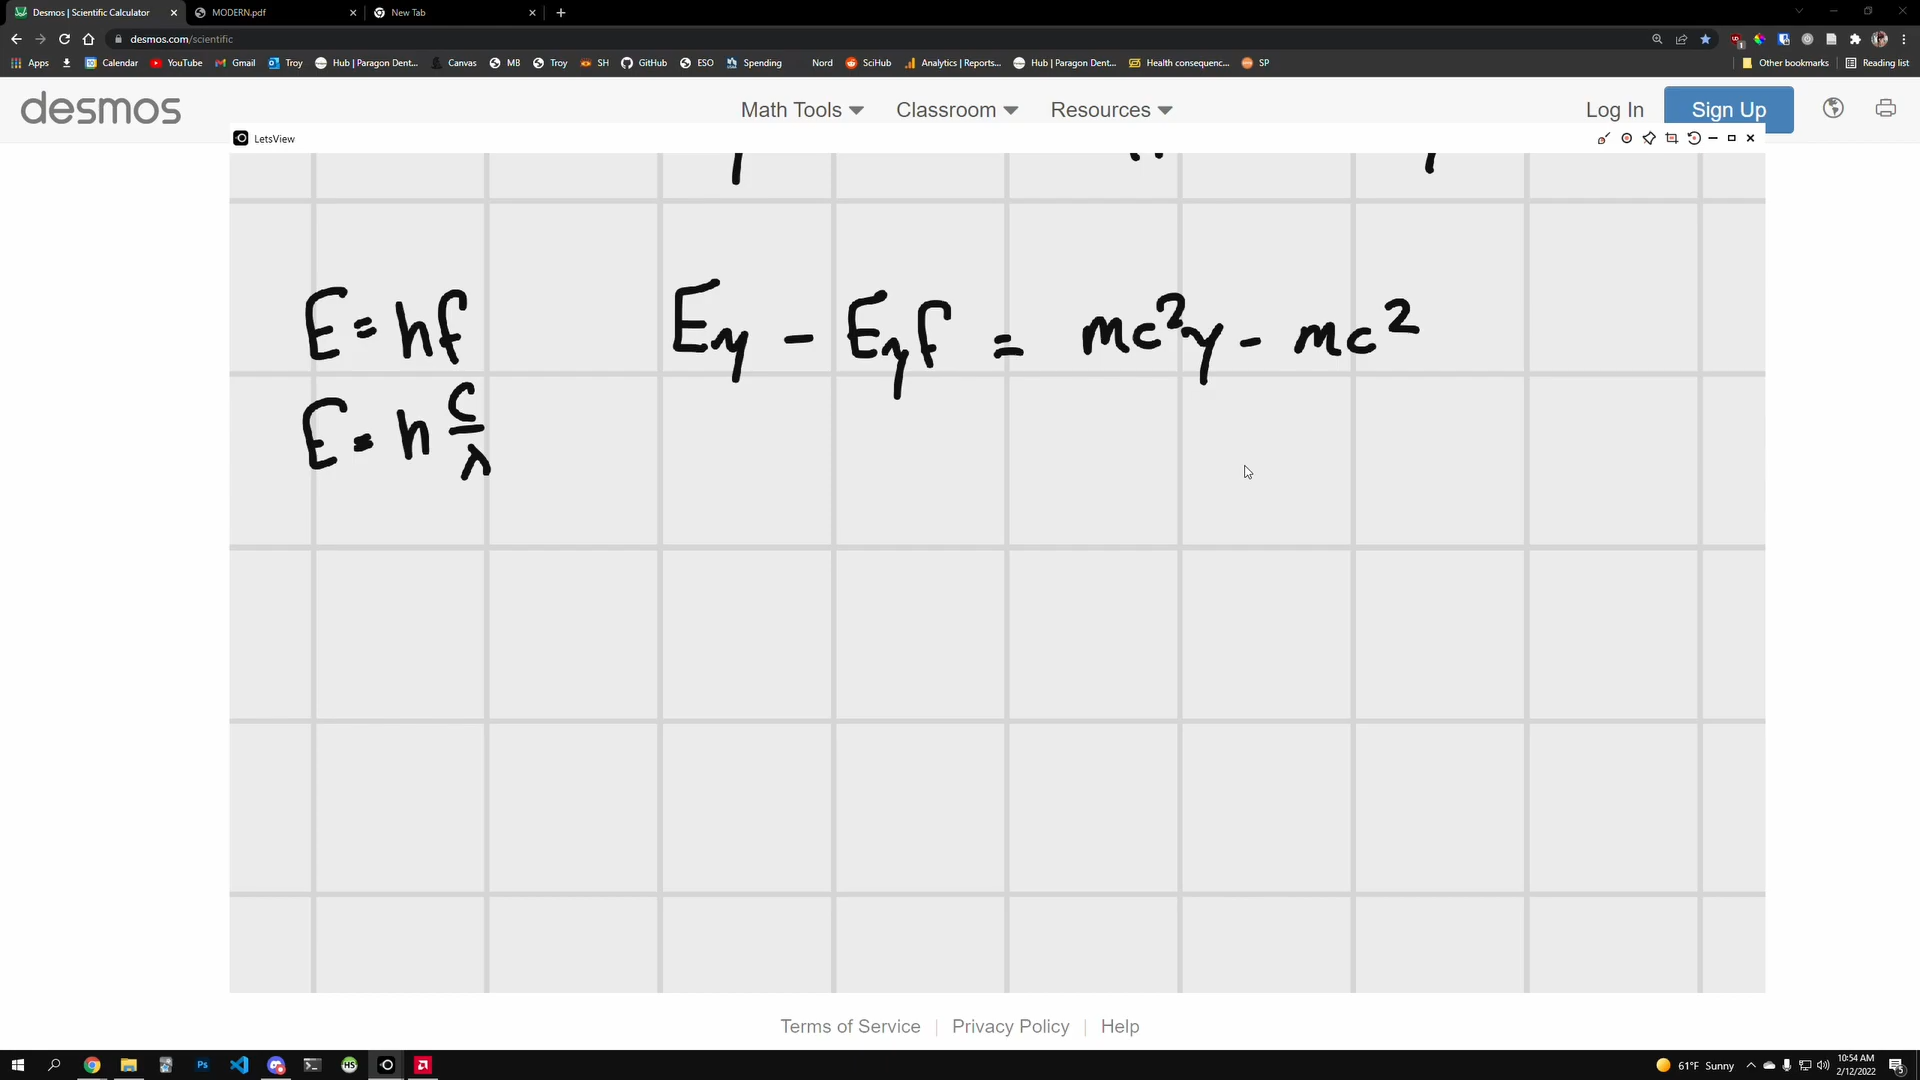 Desmos | Scientific Calculator
MODERN.pdf
New Tab
desmos.com/scientific
Apps
Calendar
YouTube
Gmail
Troy
Hub | Paragon Dent...
Canvas
MB
Troy
SH
GitHub
ESO
Spending
Nord
SciHub
Analytics | Reports...
Hub | Paragon Dent...
Health consequenc...
SP
Other bookmarks
Reading list
desmos
Math Tools
Classroom
Resources
Log In
Sign Up
LetsView
E = hf
Eγ - Eγf = mc²γ - mc²
E = h c/λ
Terms of Service | Privacy Policy | Help
Ps
HS
61°F Sunny
10:54 AM
2/12/2022
5